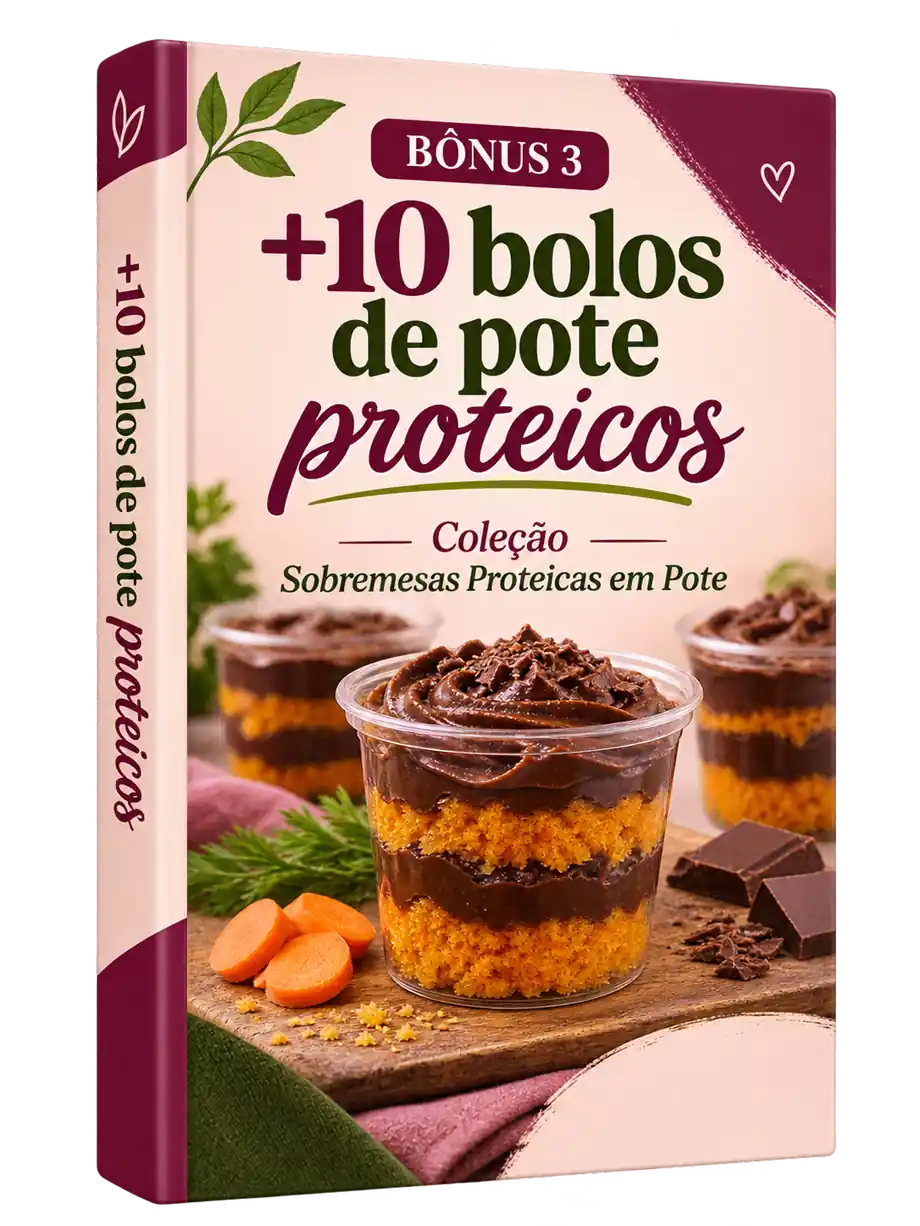 BÔNUS 3
+10 bolos
de pote
proteicos
Coleção
Sobremesas Proteicas em Pote
+10 bolos de pote proteicos